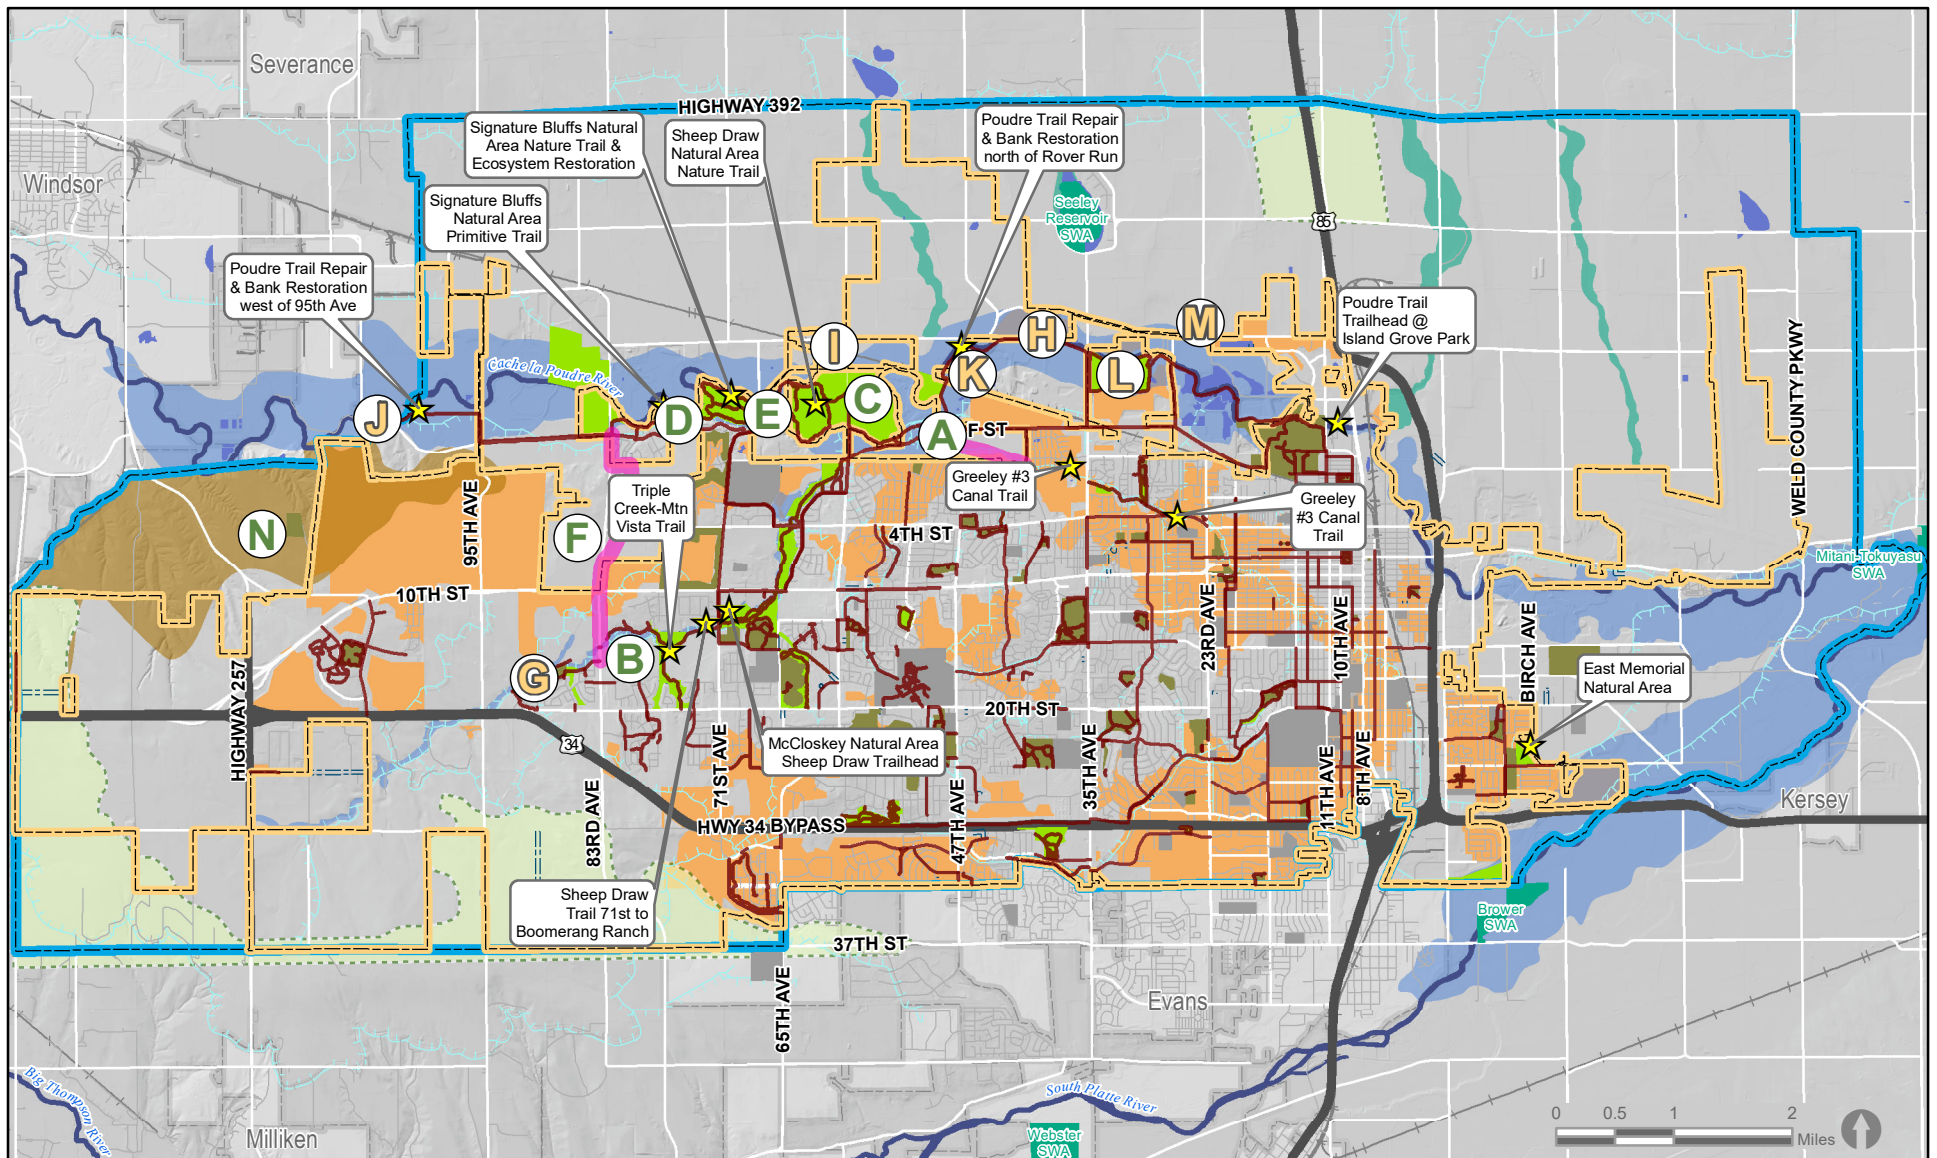 Severance
HIGHWAY 392
Signature Bluffs Natural
Area Nature Trail &
Ecosystem Restoration
Sheep Draw
Natural Area
Nature Trail
Poudre Trail Repair
& Bank Restoration
north of Rover Run
Windsor
Signature Bluffs
Natural Area
Primitive Trail
Seeley
Reservoir
SWA
85
Poudre Trail Repair
& Bank Restoration
west of 95th Ave
Poudre Trail
Trailhead @
Island Grove Park
WELD COUNTY PKWY
Cache la Poudre River
I
H
M
K
L
J
D
E
C
A
F ST
Greeley #3
Canal Trail
Triple
Creek-Mtn
Vista Trail
Greeley
#3 Canal
Trail
N
95TH AVE
F
4TH ST
Mitani-Tokuyasu
SWA
10TH ST
23RD AVE
10TH AVE
BIRCH AVE
G
B
East Memorial
Natural Area
HIGHWAY 257
20TH ST
34
71ST AVE
McCloskey Natural Area
Sheep Draw Trailhead
35TH AVE
11TH AVE
8TH AVE
83RD AVE
47TH AVE
HWY 34 BYPASS
Kersey
Sheep Draw
Trail 71st to
Boomerang Ranch
Brower
SWA
37TH ST
65TH AVE
Evans
Big Thompson River
South Platte River
Milliken
Webster
SWA
0 0.5 1 2
Miles